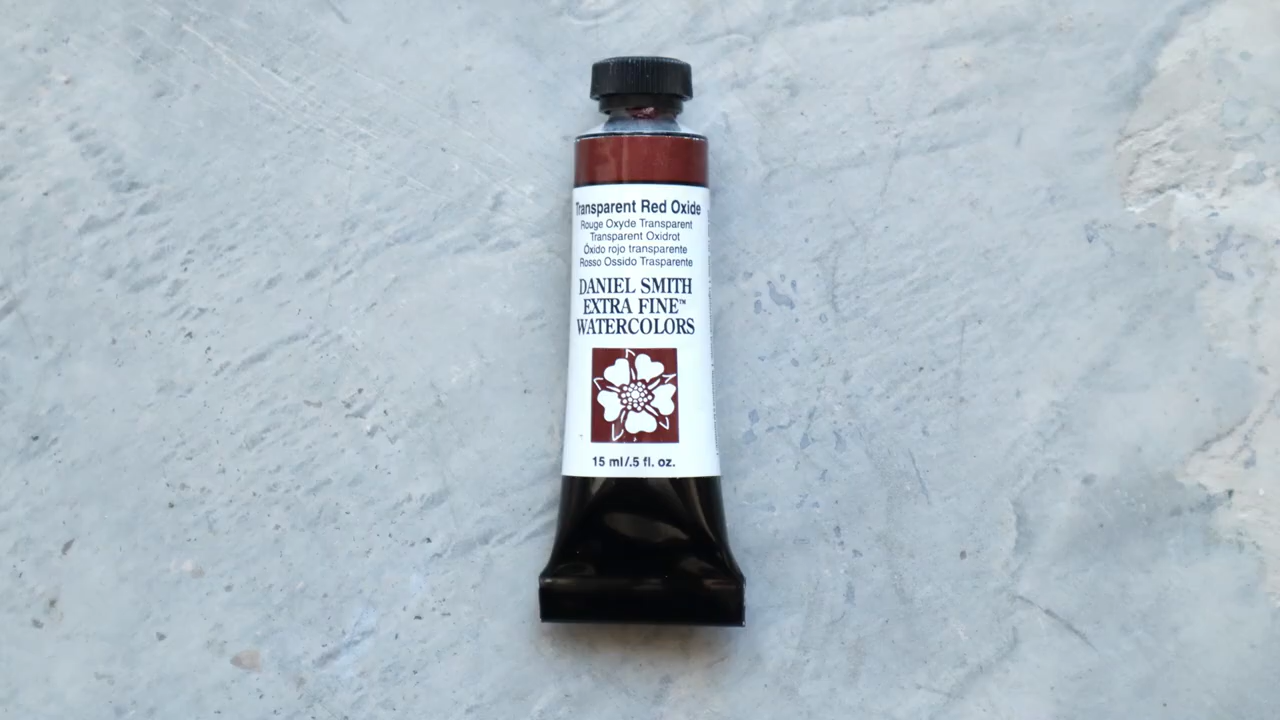 Transparent Red Oxide
Rouge Oxyde Transparent
Transparent Oxidrot
Óxido rojo transparente
Rosso Ossido Trasparente
DANIEL SMITH
EXTRA FINE™
WATERCOLORS
15 ml/.5 fl. oz.